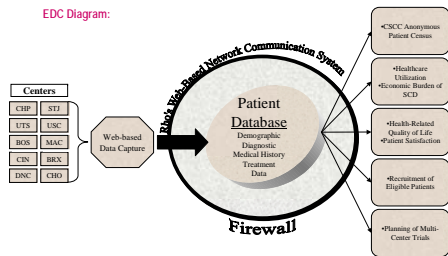 EDC Diagram:
Centers
CHP STJ
UTS USC
BOS MAC
CIN BRX
DNC CHO
Web-based
Data Capture
Rho's Web-Based Network Communication System
Patient
Database
Demographic
Diagnostic
Medical History
Treatment
Data
Firewall
•CSCC Anonymous
Patient Census
•Healthcare
Utilization
•Economic Burden of
SCD
•Health-Related
Quality of Life
•Patient Satisfaction
•Recruitment of
Eligible Patients
•Planning of Multi-
Center Trials